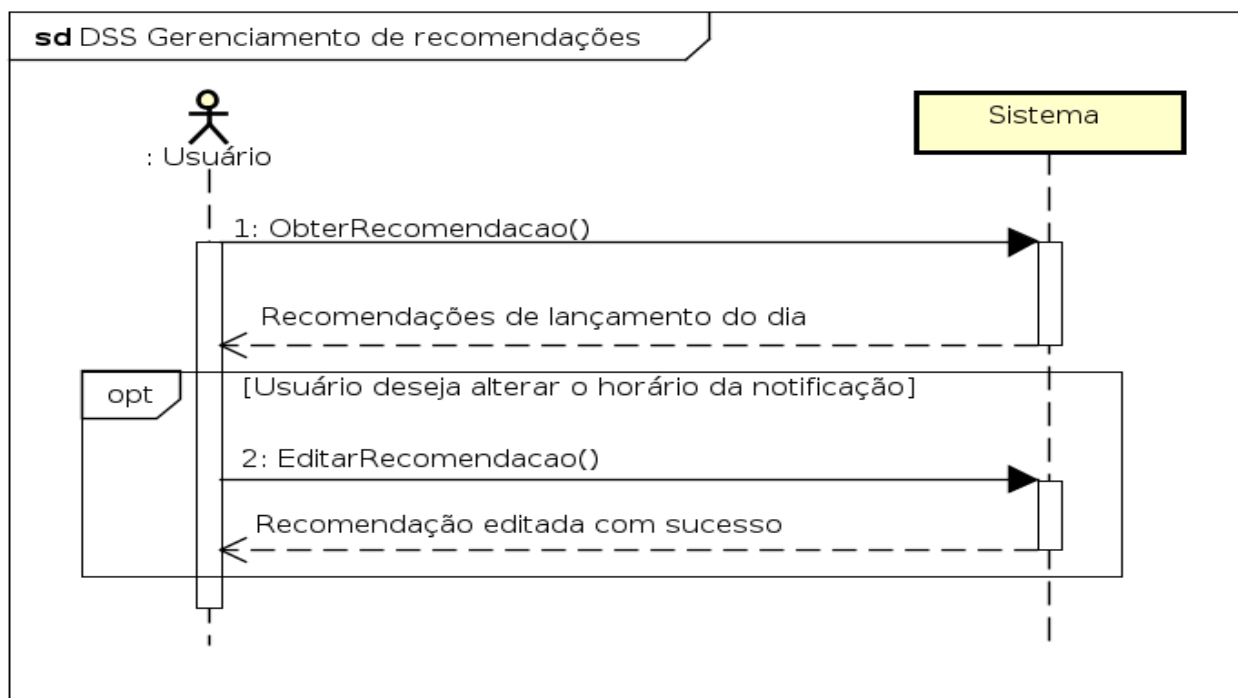 sd DSS Gerenciamento de recomendações
Sistema
: Usuário
1: ObterRecomendacao()
Recomendações de lançamento do dia
opt
[Usuário deseja alterar o horário da notificação]
2: EditarRecomendacao()
Recomendação editada com sucesso